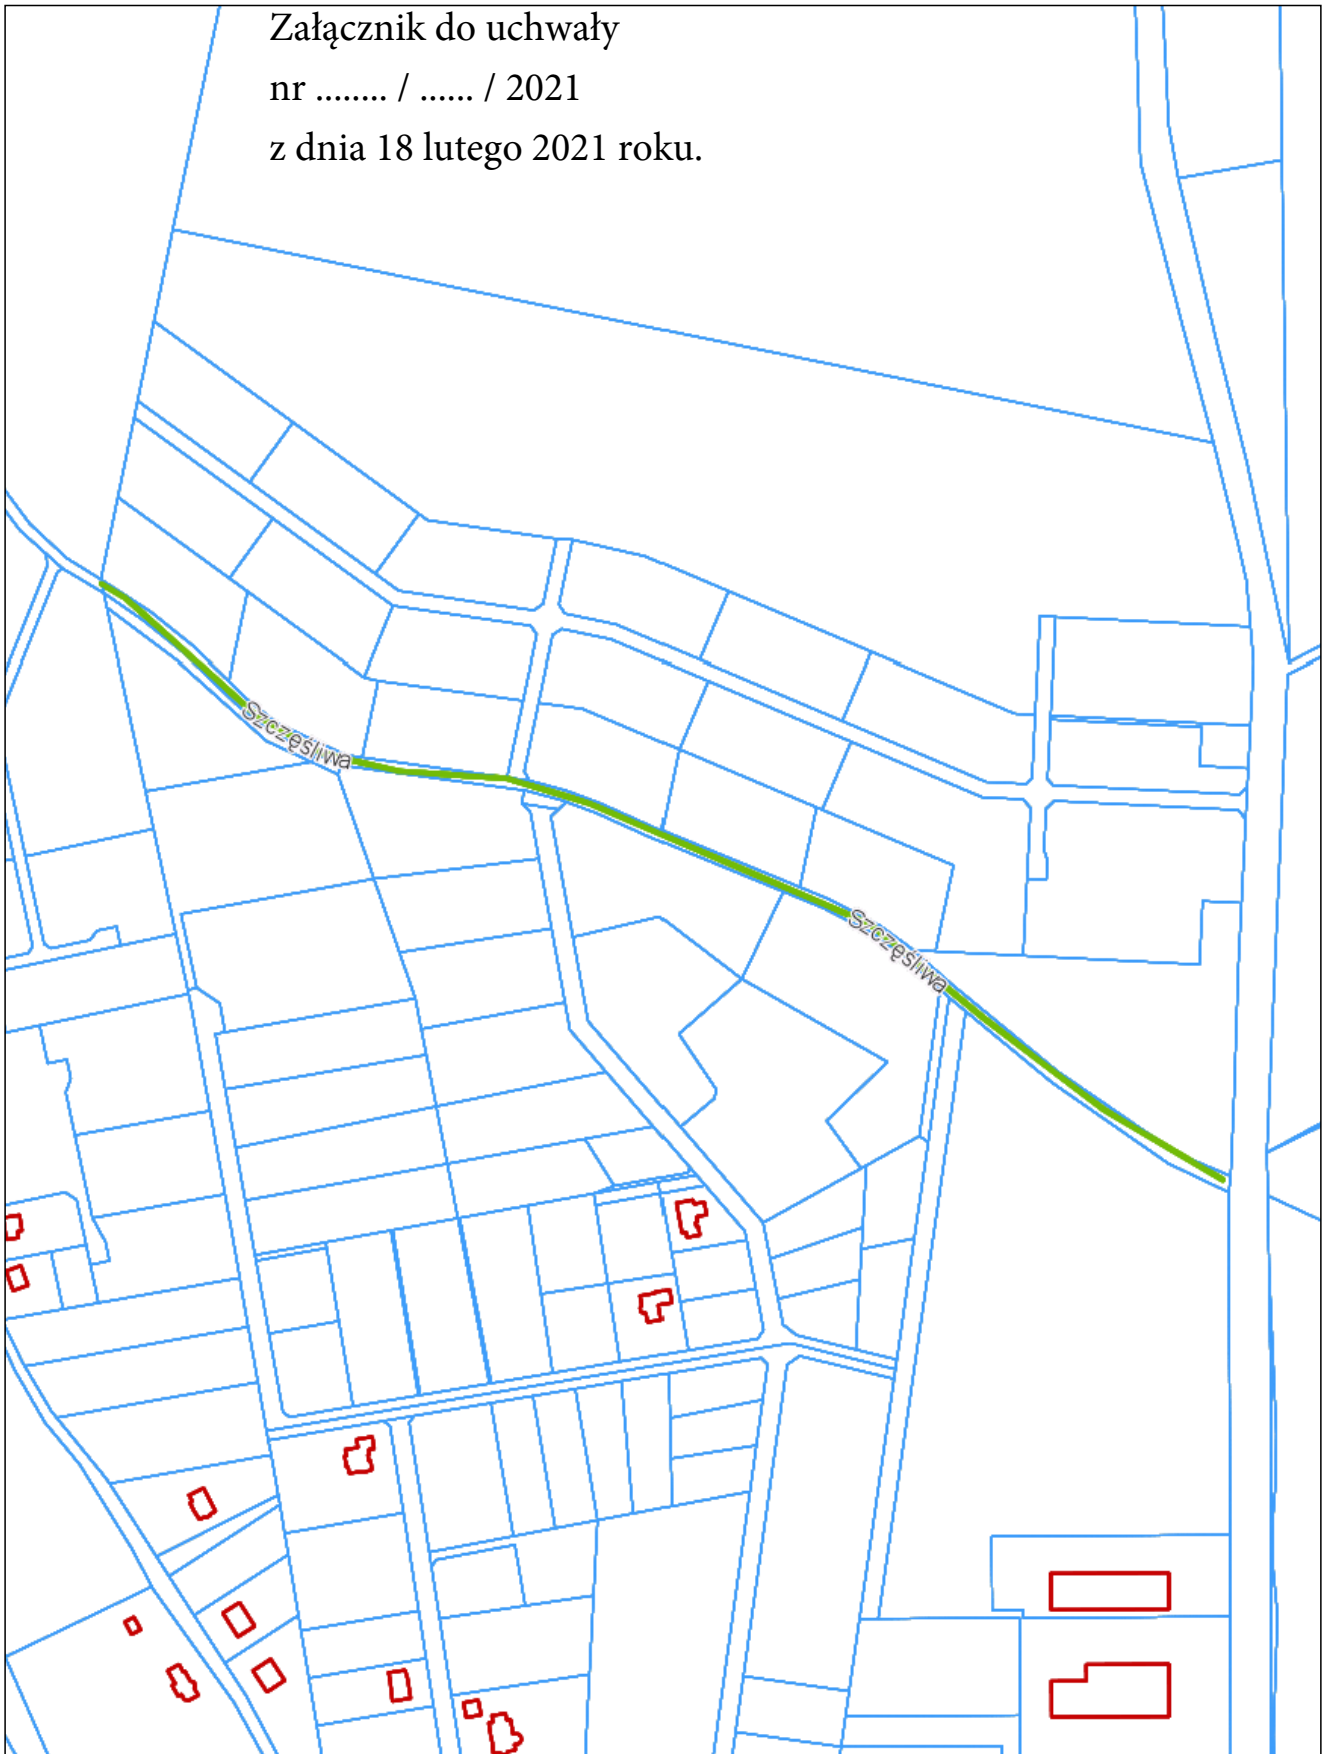 Załącznik do uchwały
nr ........ / ...... / 2021
z dnia 18 lutego 2021 roku.
Szczęśliwa
Szczęśliwa